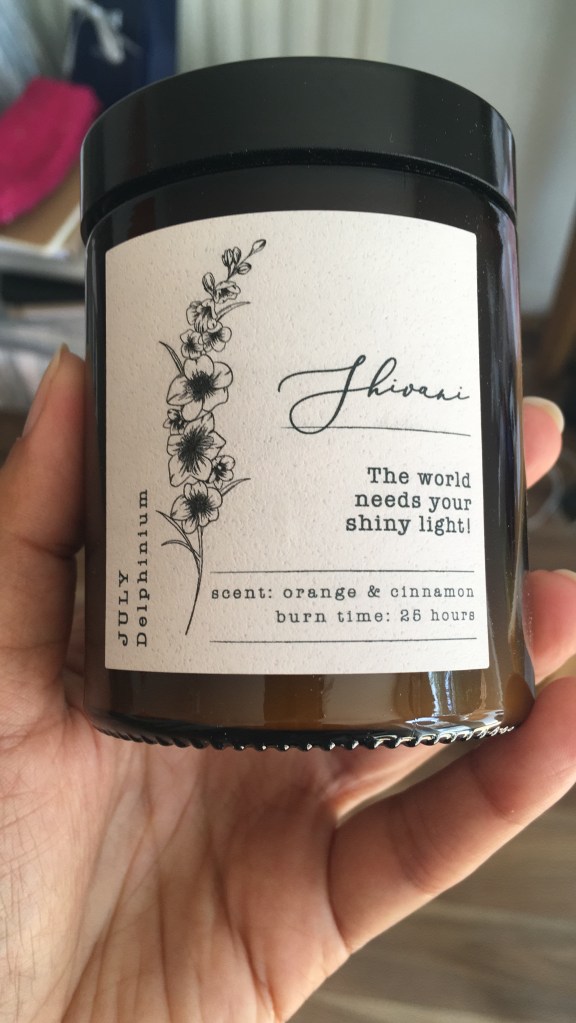 Shivani
The world
needs your
shiny light!
scent: orange & cinnamon
burn time: 25 hours
JULY
Delphinium